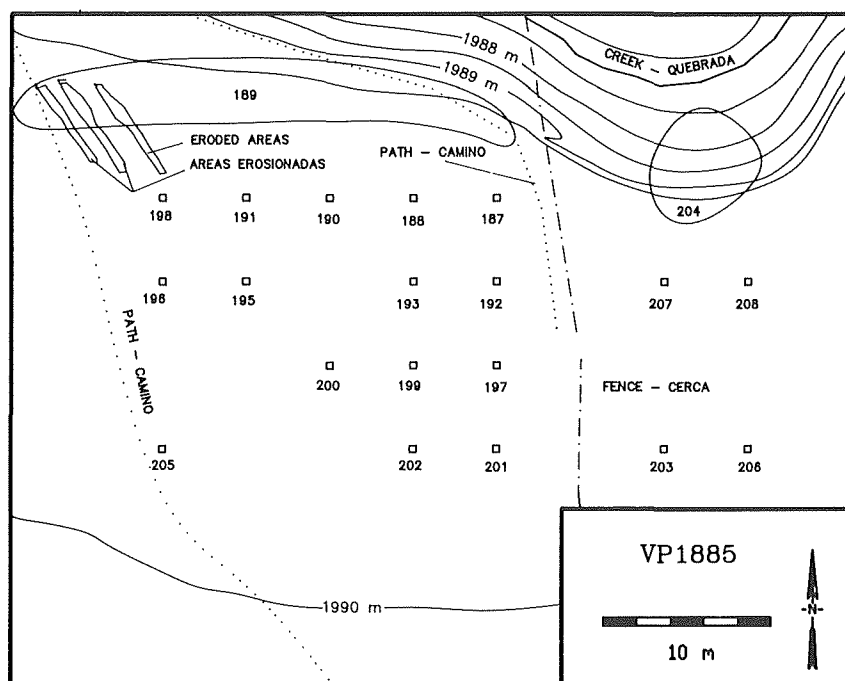 1988 m
1989 m
CREEK - QUEBRADA
189
ERODED AREAS
AREAS EROSIONADAS
PATH - CAMINO
204
198
191
190
188
187
196
195
193
192
207
208
PATH - CAMINO
200
199
197
FENCE - CERCA
205
202
201
203
206
1990 m
VP1885
-N-
10 m